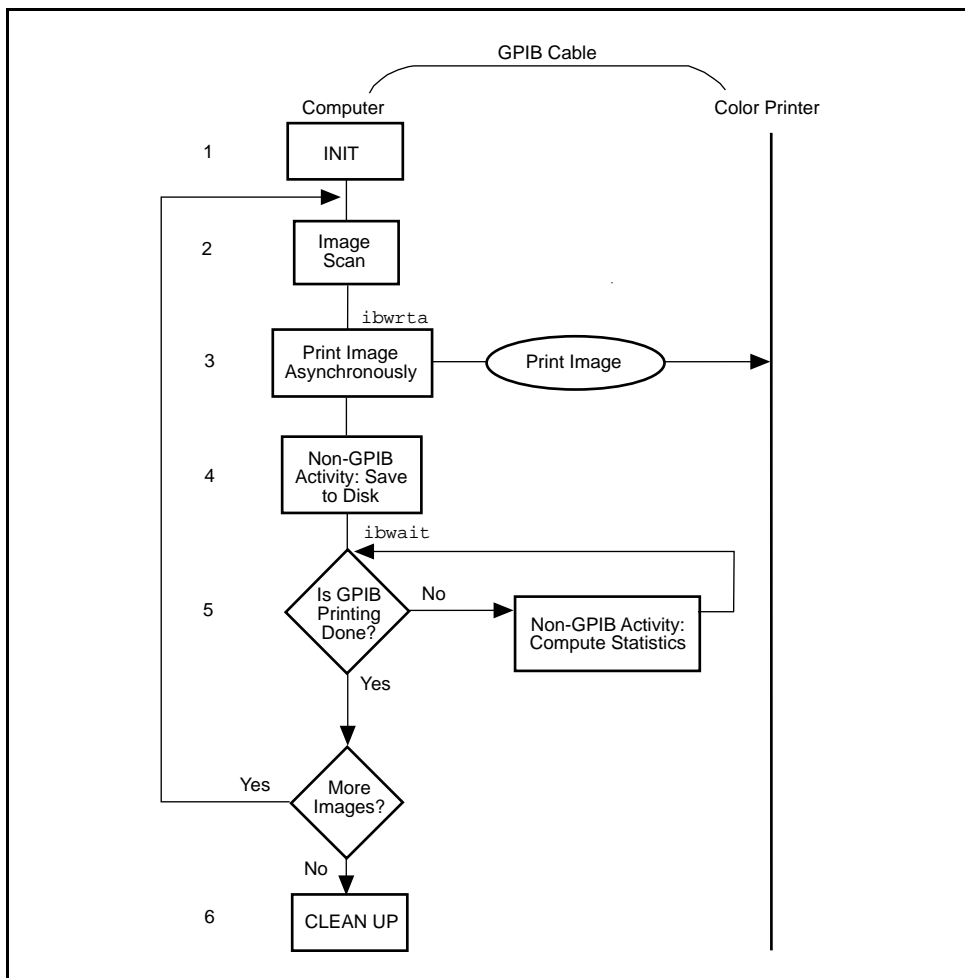 GPIB Cable
Computer
Color Printer
1
INIT
2
Image
Scan
ibwrta
3
Print Image
Asynchronously
Print Image
4
Non-GPIB
Activity: Save
to Disk
ibwait
5
Is GPIB
Printing
Done?
No
Non-GPIB Activity:
Compute Statistics
Yes
Yes
More
Images?
No
6
CLEAN UP